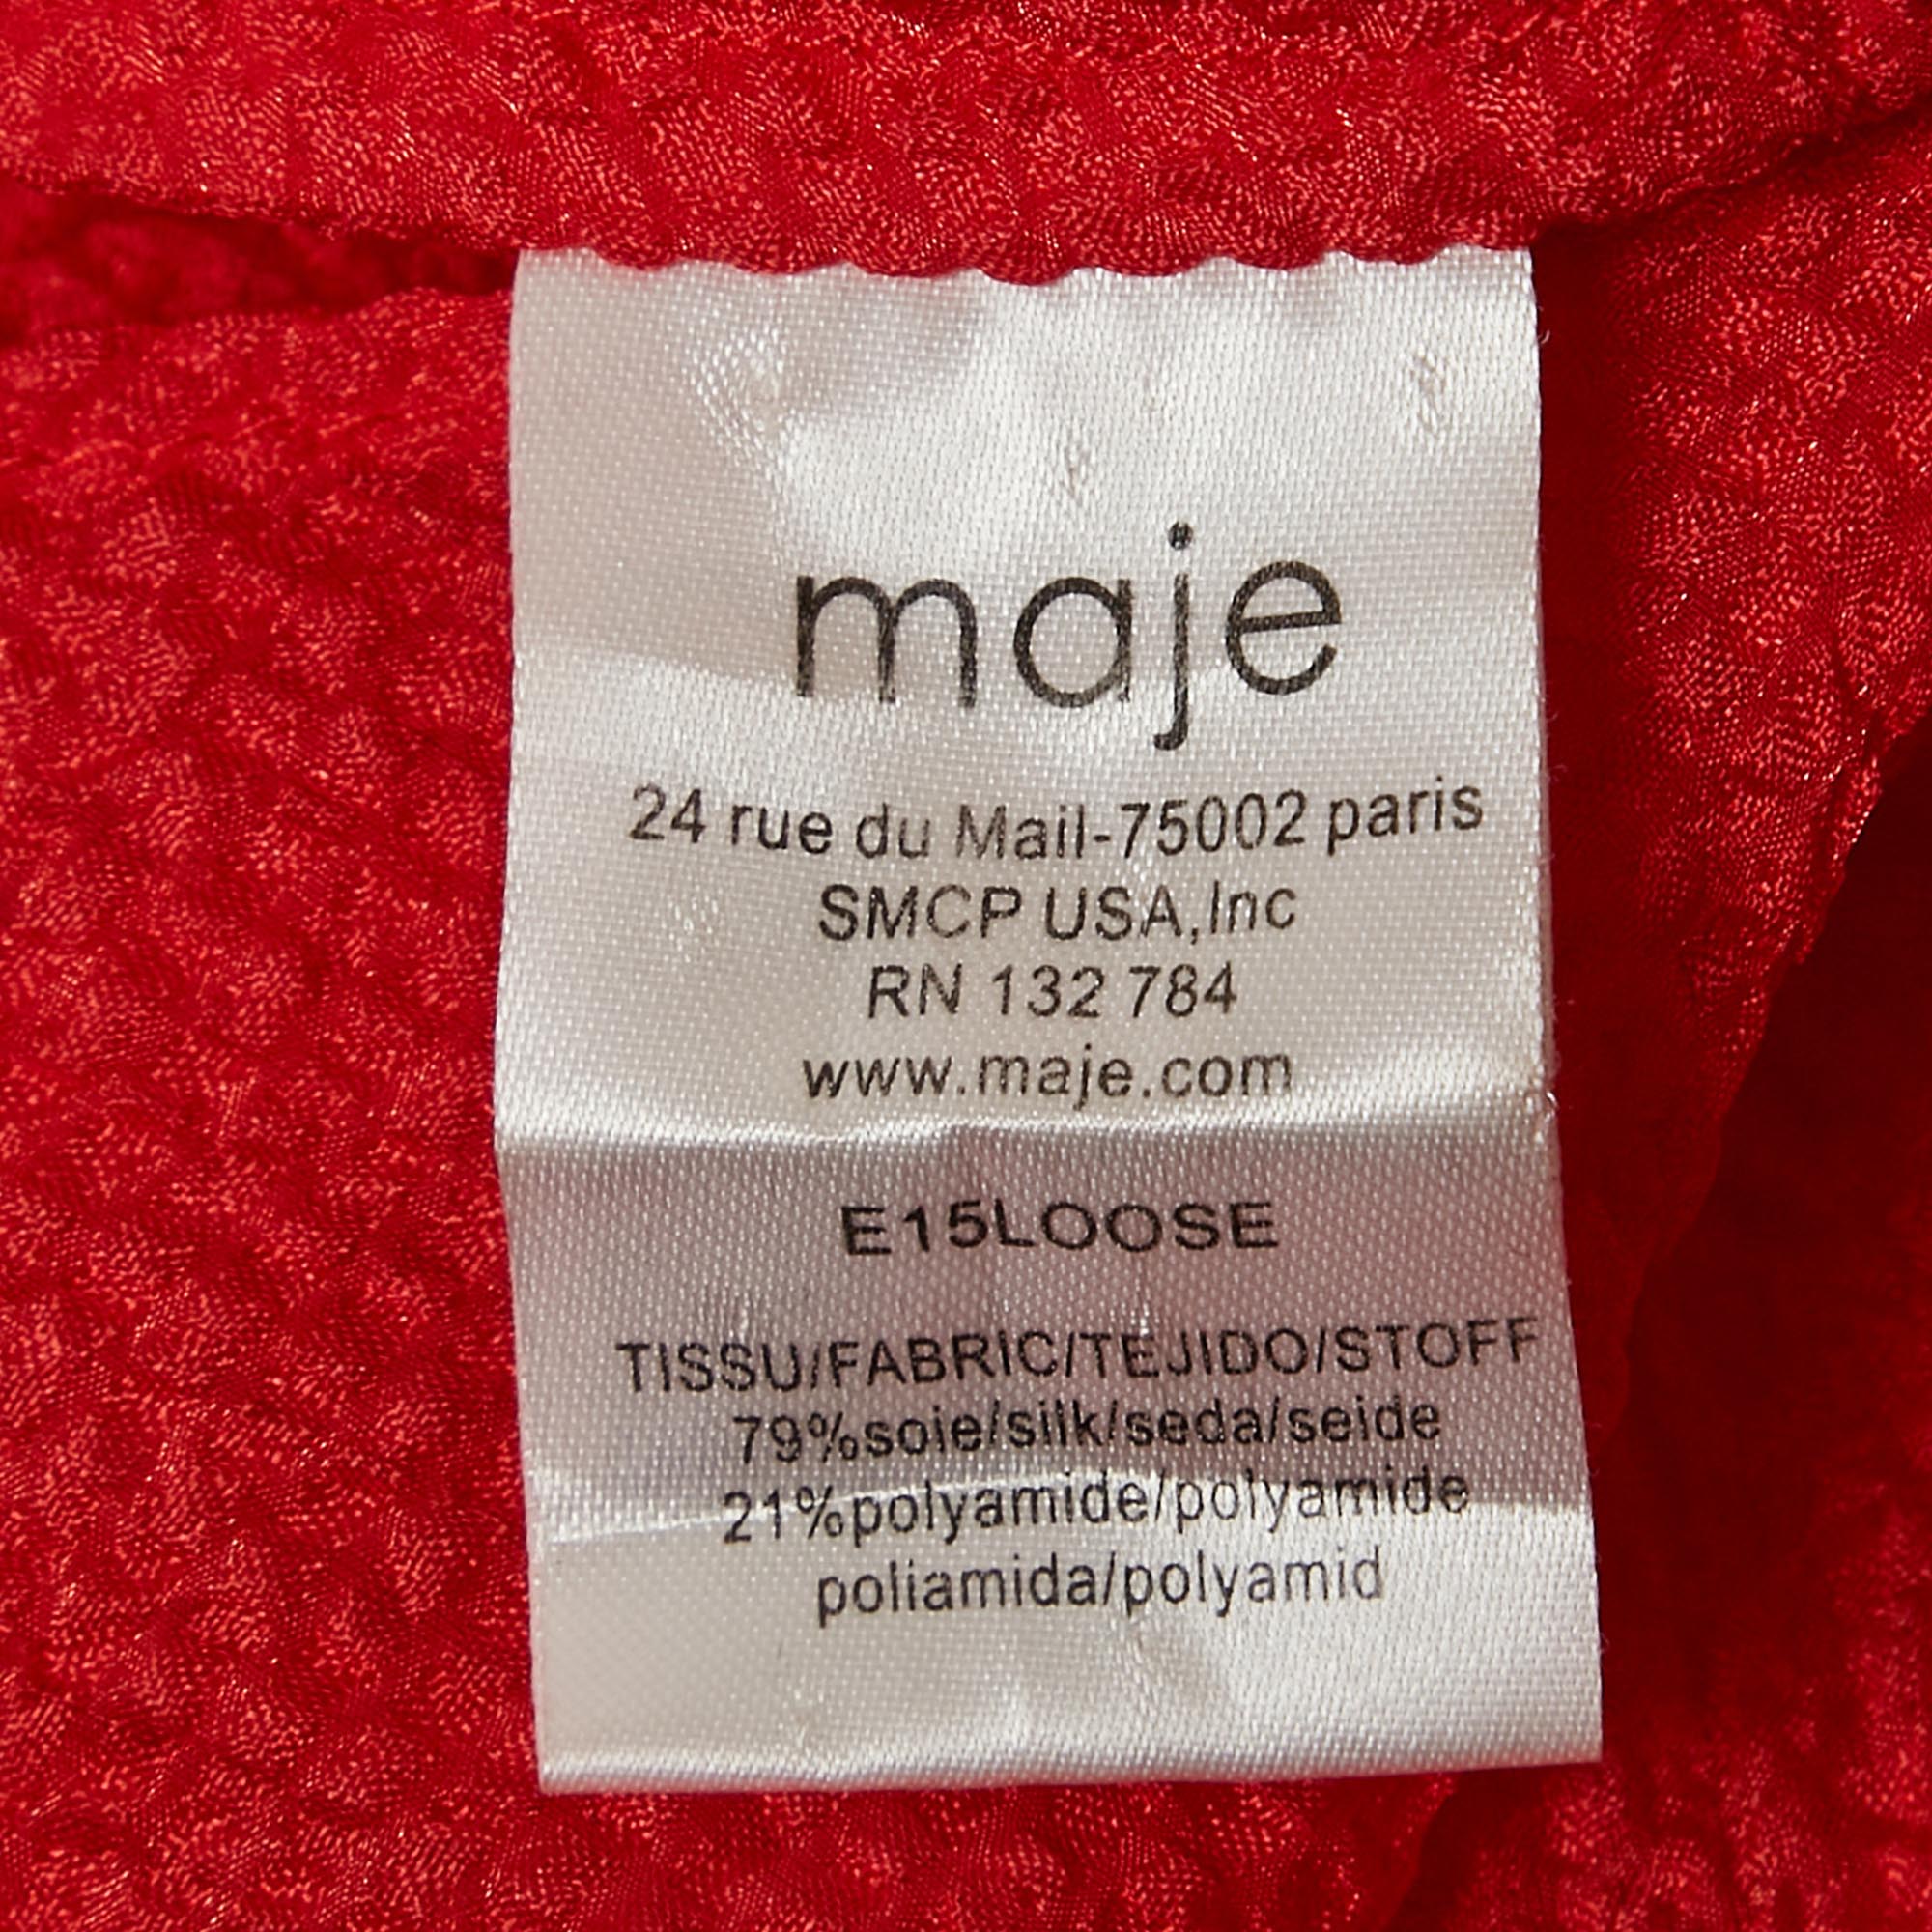 maje
24 rue du Mail-75002 paris
SMCP USA,Inc
RN 132 784
www.maje.com
E15LOOSE
TISSU/FABRIC/TEJIDO/STOFF
79%soie/silk/seda/seide
21%polyamide/polyamide
poliamida/polyamid